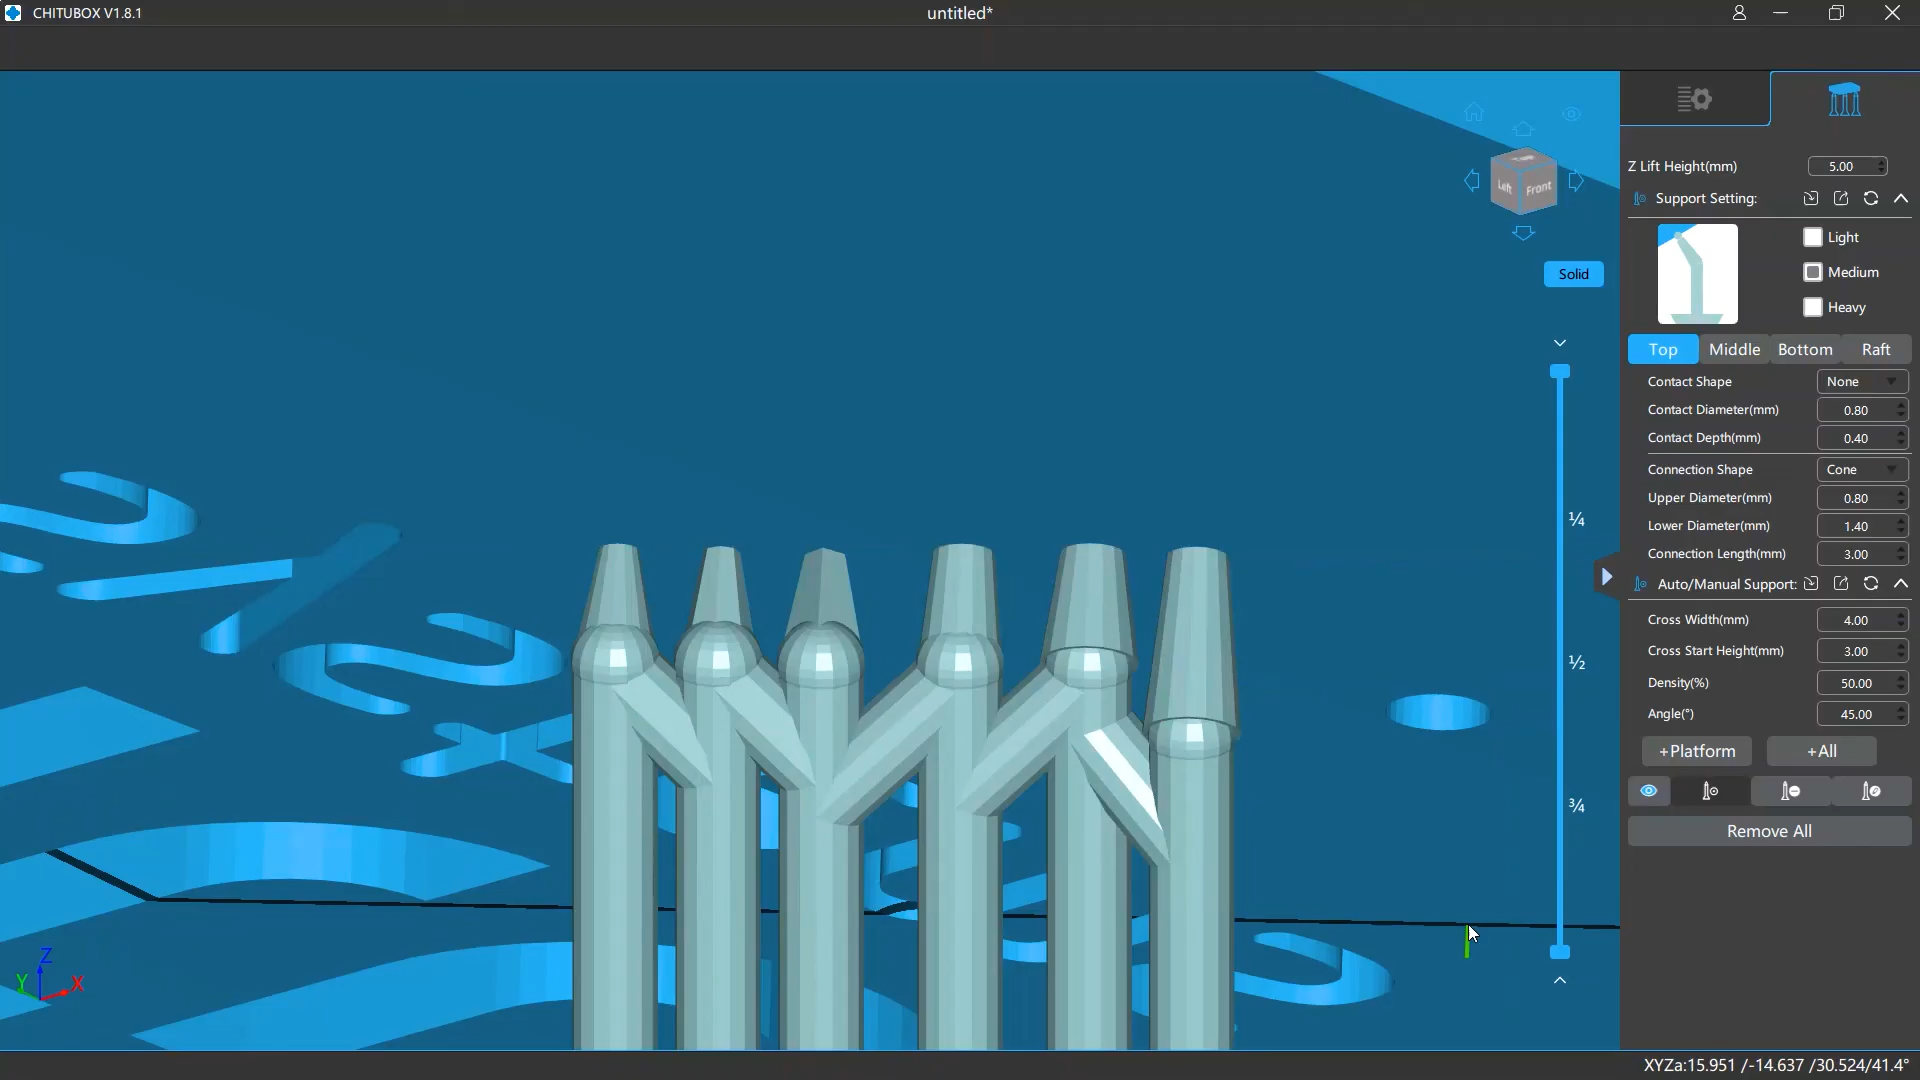 CHITUBOX V1.8.1
untitled*
Z Lift Height(mm) 5.00
Support Setting:
Light
Medium
Heavy
Left Front
Solid
Top Middle Bottom Raft
Contact Shape None
Contact Diameter(mm) 0.80
Contact Depth(mm) 0.40
Connection Shape Cone
Upper Diameter(mm) 0.80
Lower Diameter(mm) 1.40
Connection Length(mm) 3.00
Auto/Manual Support:
Cross Width(mm) 4.00
Cross Start Height(mm) 3.00
Density(%) 50.00
Angle(°) 45.00
+Platform +All
Remove All
¼
½
¾
Z
Y X
XYZa:15.951 /-14.637 /30.524/41.4°